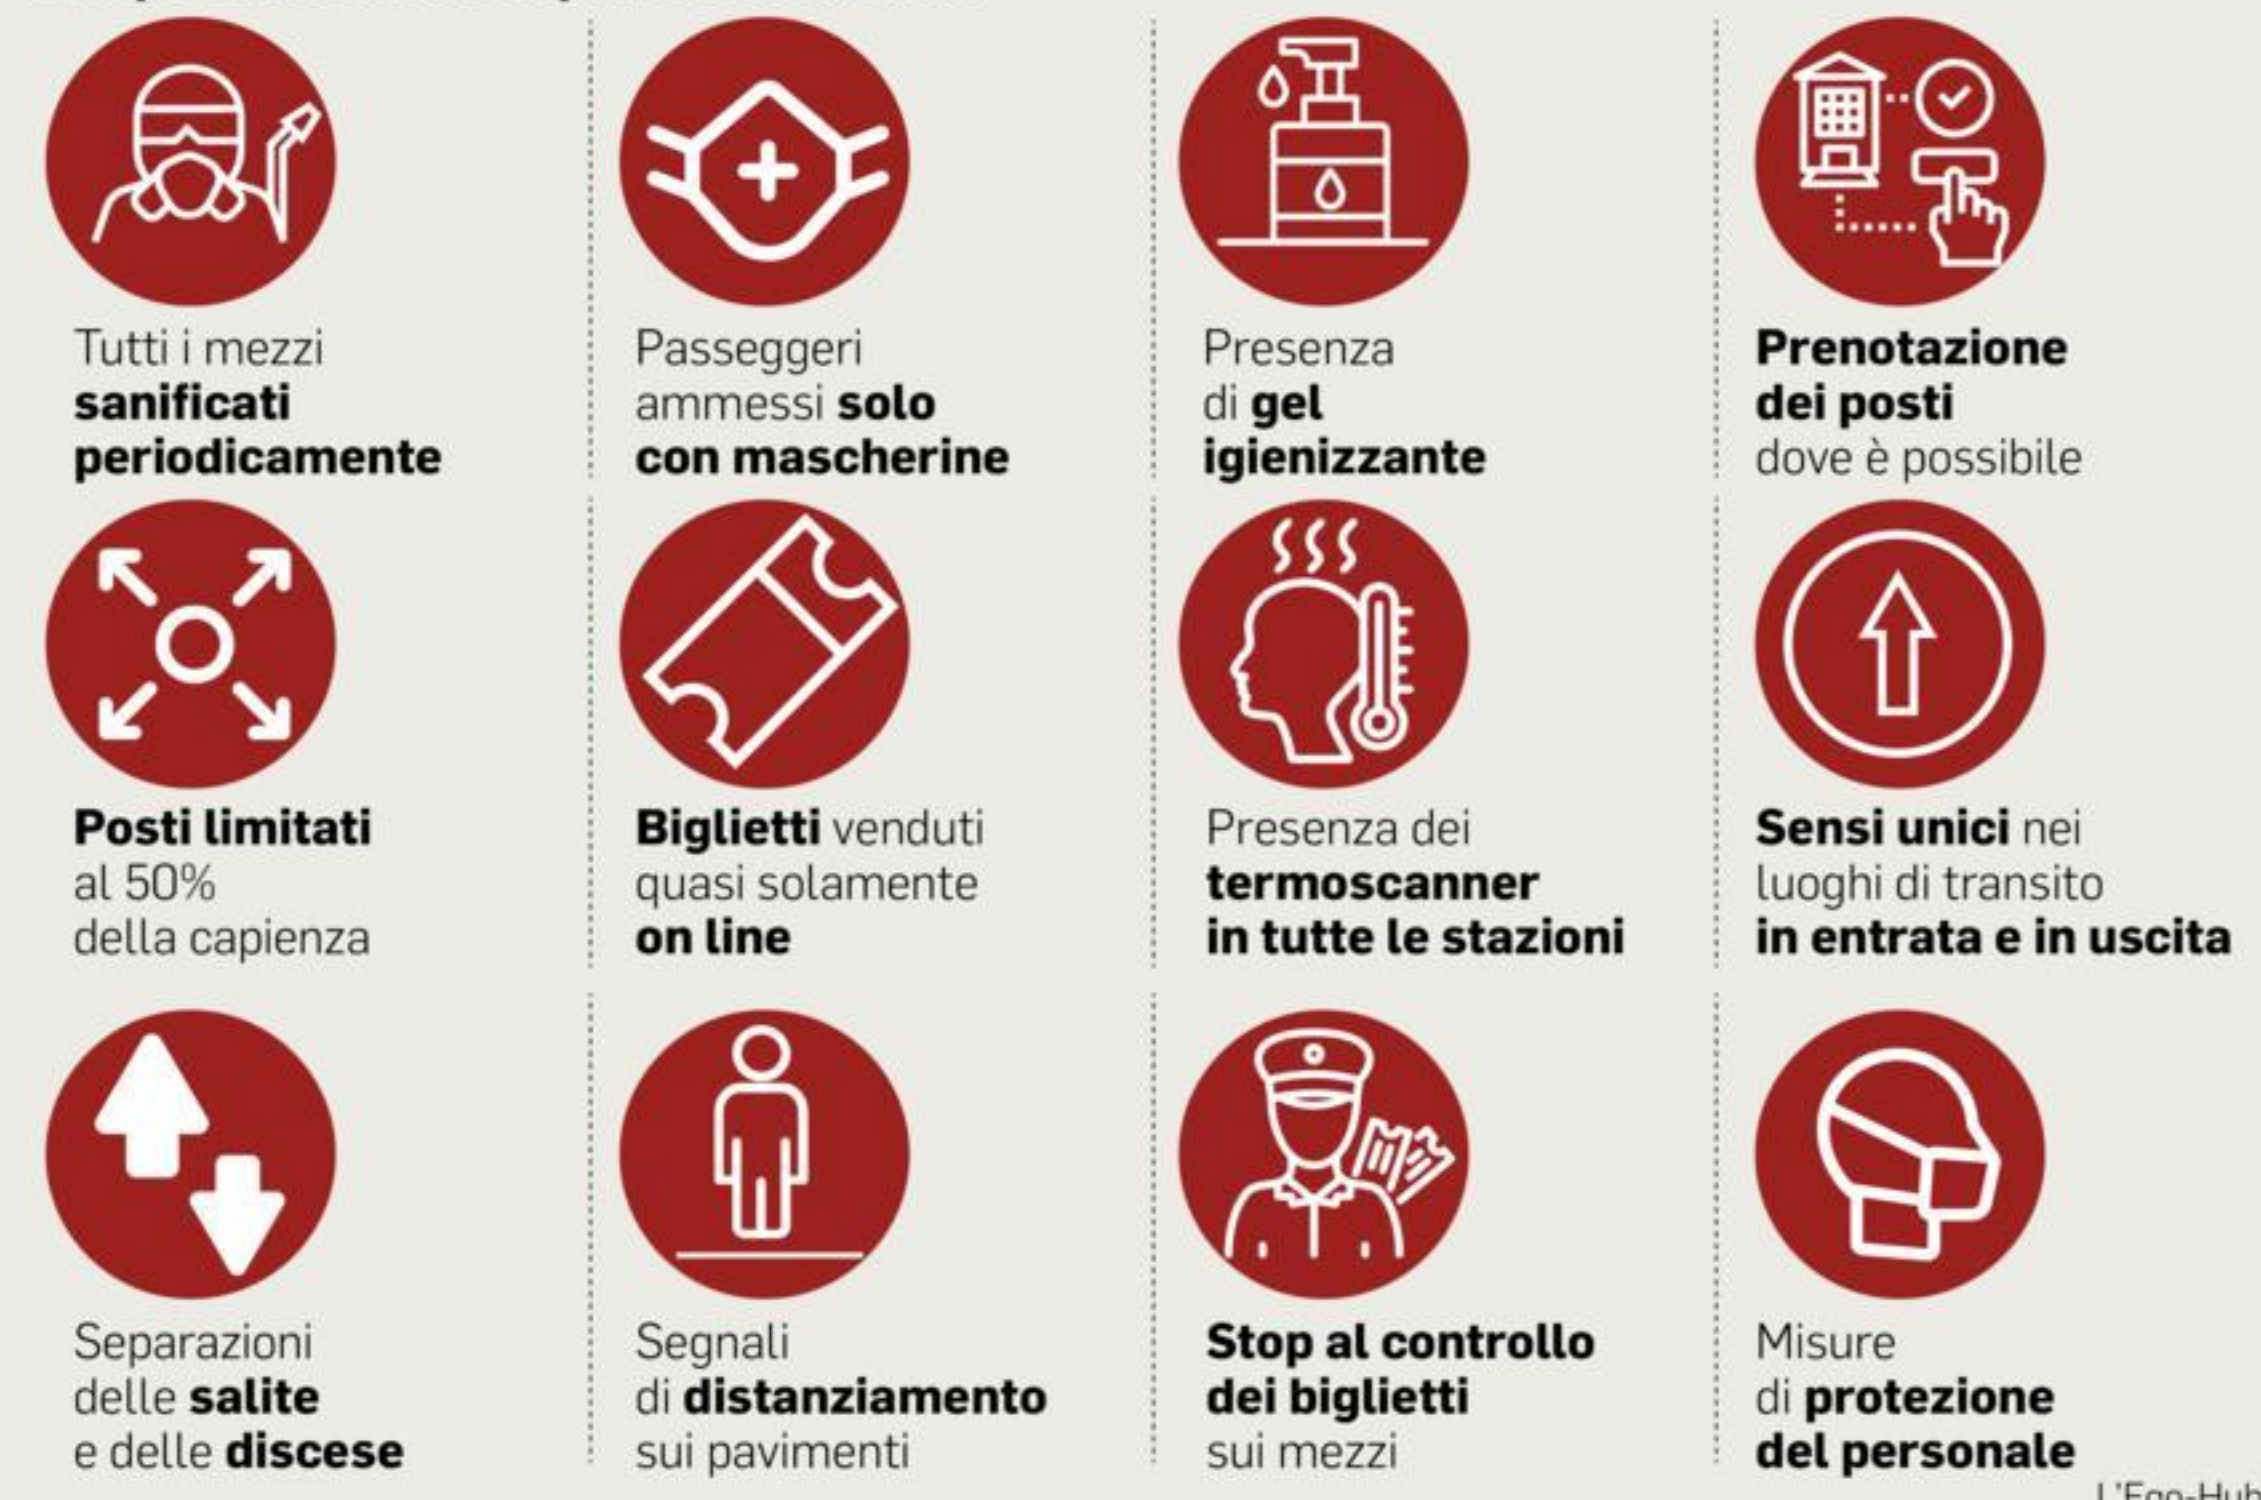 Tutti i mezzi
sanificati
periodicamente
Passeggeri
ammessi solo
con mascherine
Presenza
di gel
igienizzante
Prenotazione
dei posti
dove è possibile
Posti limitati
al 50%
della capienza
Biglietti venduti
quasi solamente
on line
Presenza dei
termoscanner
in tutte le stazioni
Sensi unici nei
luoghi di transito
in entrata e in uscita
Separazioni
delle salite
e delle discese
Segnali
di distanziamento
sui pavimenti
Stop al controllo
dei biglietti
sui mezzi
Misure
di protezione
del personale
L'Ego-Hub